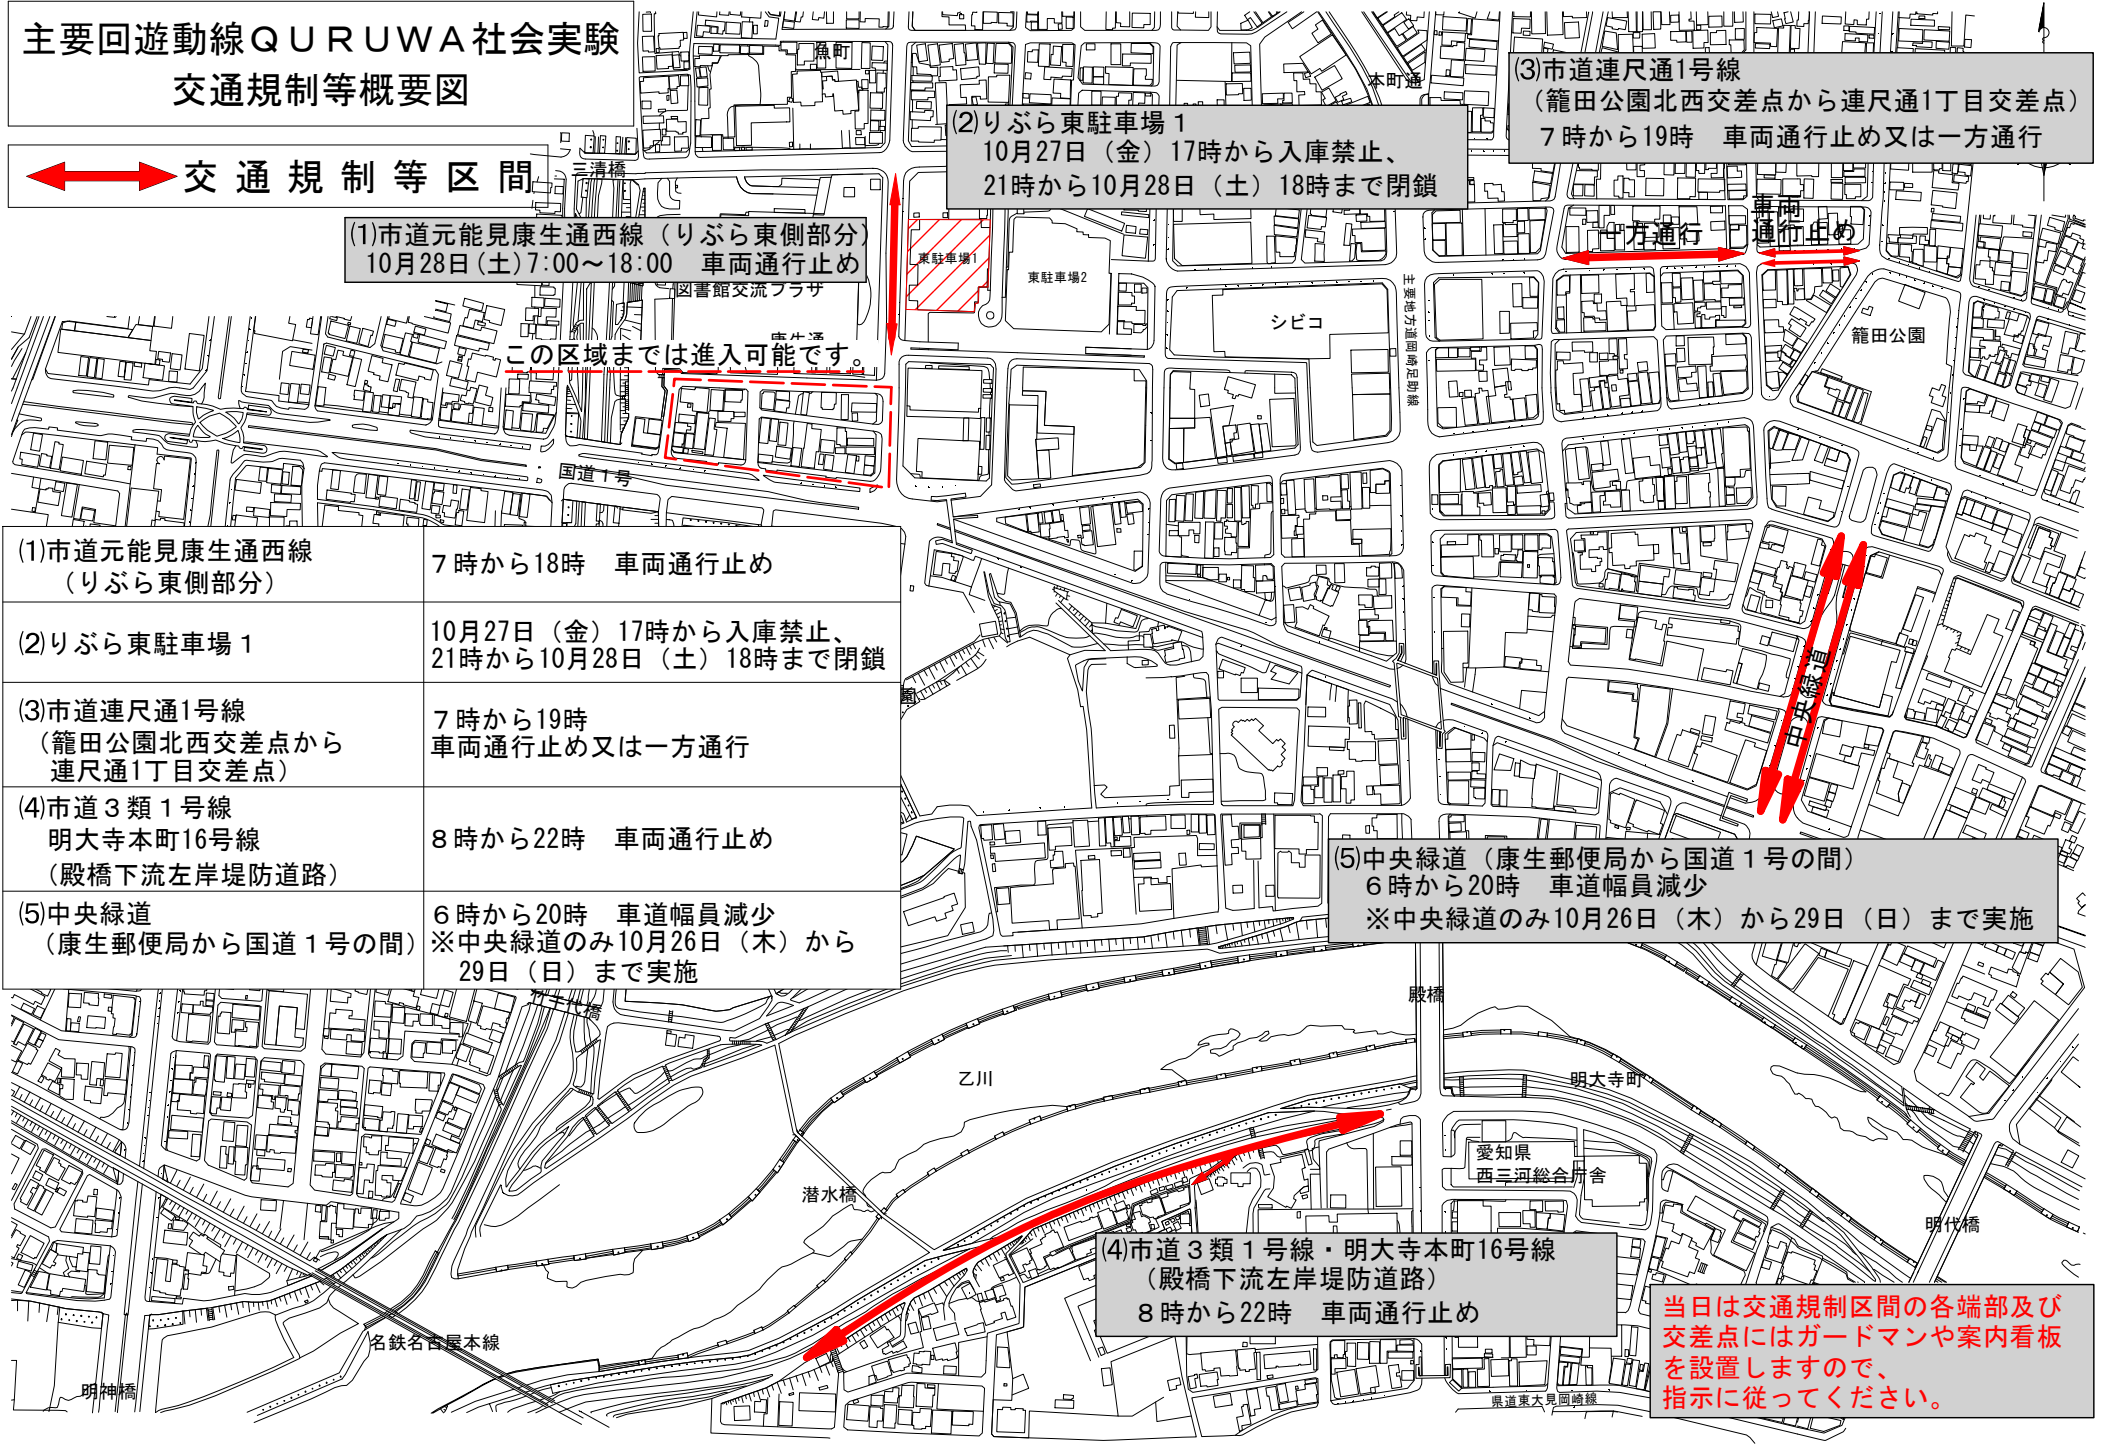 主要回遊動線QURUWA社会実験
交通規制等概要図
交通規制等区間
魚町
本町通
三清橋
⑶市道連尺通1号線
（籠田公園北西交差点から連尺通1丁目交差点）
７時から19時　車両通行止め又は一方通行
⑵りぶら東駐車場１
10月27日（金）17時から入庫禁止、
21時から10月28日（土）18時まで閉鎖
⑴市道元能見康生通西線（りぶら東側部分）
10月28日(土)7:00～18:00　車両通行止め
図書館交流プラザ
康生通
この区域までは進入可能です。
東駐車場1
東駐車場2
シビコ
主要地方道岡崎足助線
一方通行
車両
通行止め
籠田公園
国道１号
⑴市道元能見康生通西線
（りぶら東側部分）
７時から18時　車両通行止め
⑵りぶら東駐車場１
10月27日（金）17時から入庫禁止、
21時から10月28日（土）18時まで閉鎖
⑶市道連尺通1号線
（籠田公園北西交差点から
連尺通1丁目交差点）
７時から19時
車両通行止め又は一方通行
⑷市道３類１号線
明大寺本町16号線
（殿橋下流左岸堤防道路）
８時から22時　車両通行止め
⑸中央緑道
（康生郵便局から国道１号の間）
６時から20時　車道幅員減少
※中央緑道のみ10月26日（木）から
29日（日）まで実施
園
中央緑道
⑸中央緑道（康生郵便局から国道１号の間）
６時から20時　車道幅員減少
※中央緑道のみ10月26日（木）から29日（日）まで実施
殿橋
乙川
明大寺町
愛知県
西三河総合庁舎
潜水橋
明代橋
⑷市道３類１号線・明大寺本町16号線
（殿橋下流左岸堤防道路）
８時から22時　車両通行止め
名鉄名古屋本線
明神橋
県道東大見岡崎線
当日は交通規制区間の各端部及び
交差点にはガードマンや案内看板
を設置しますので、
指示に従ってください。